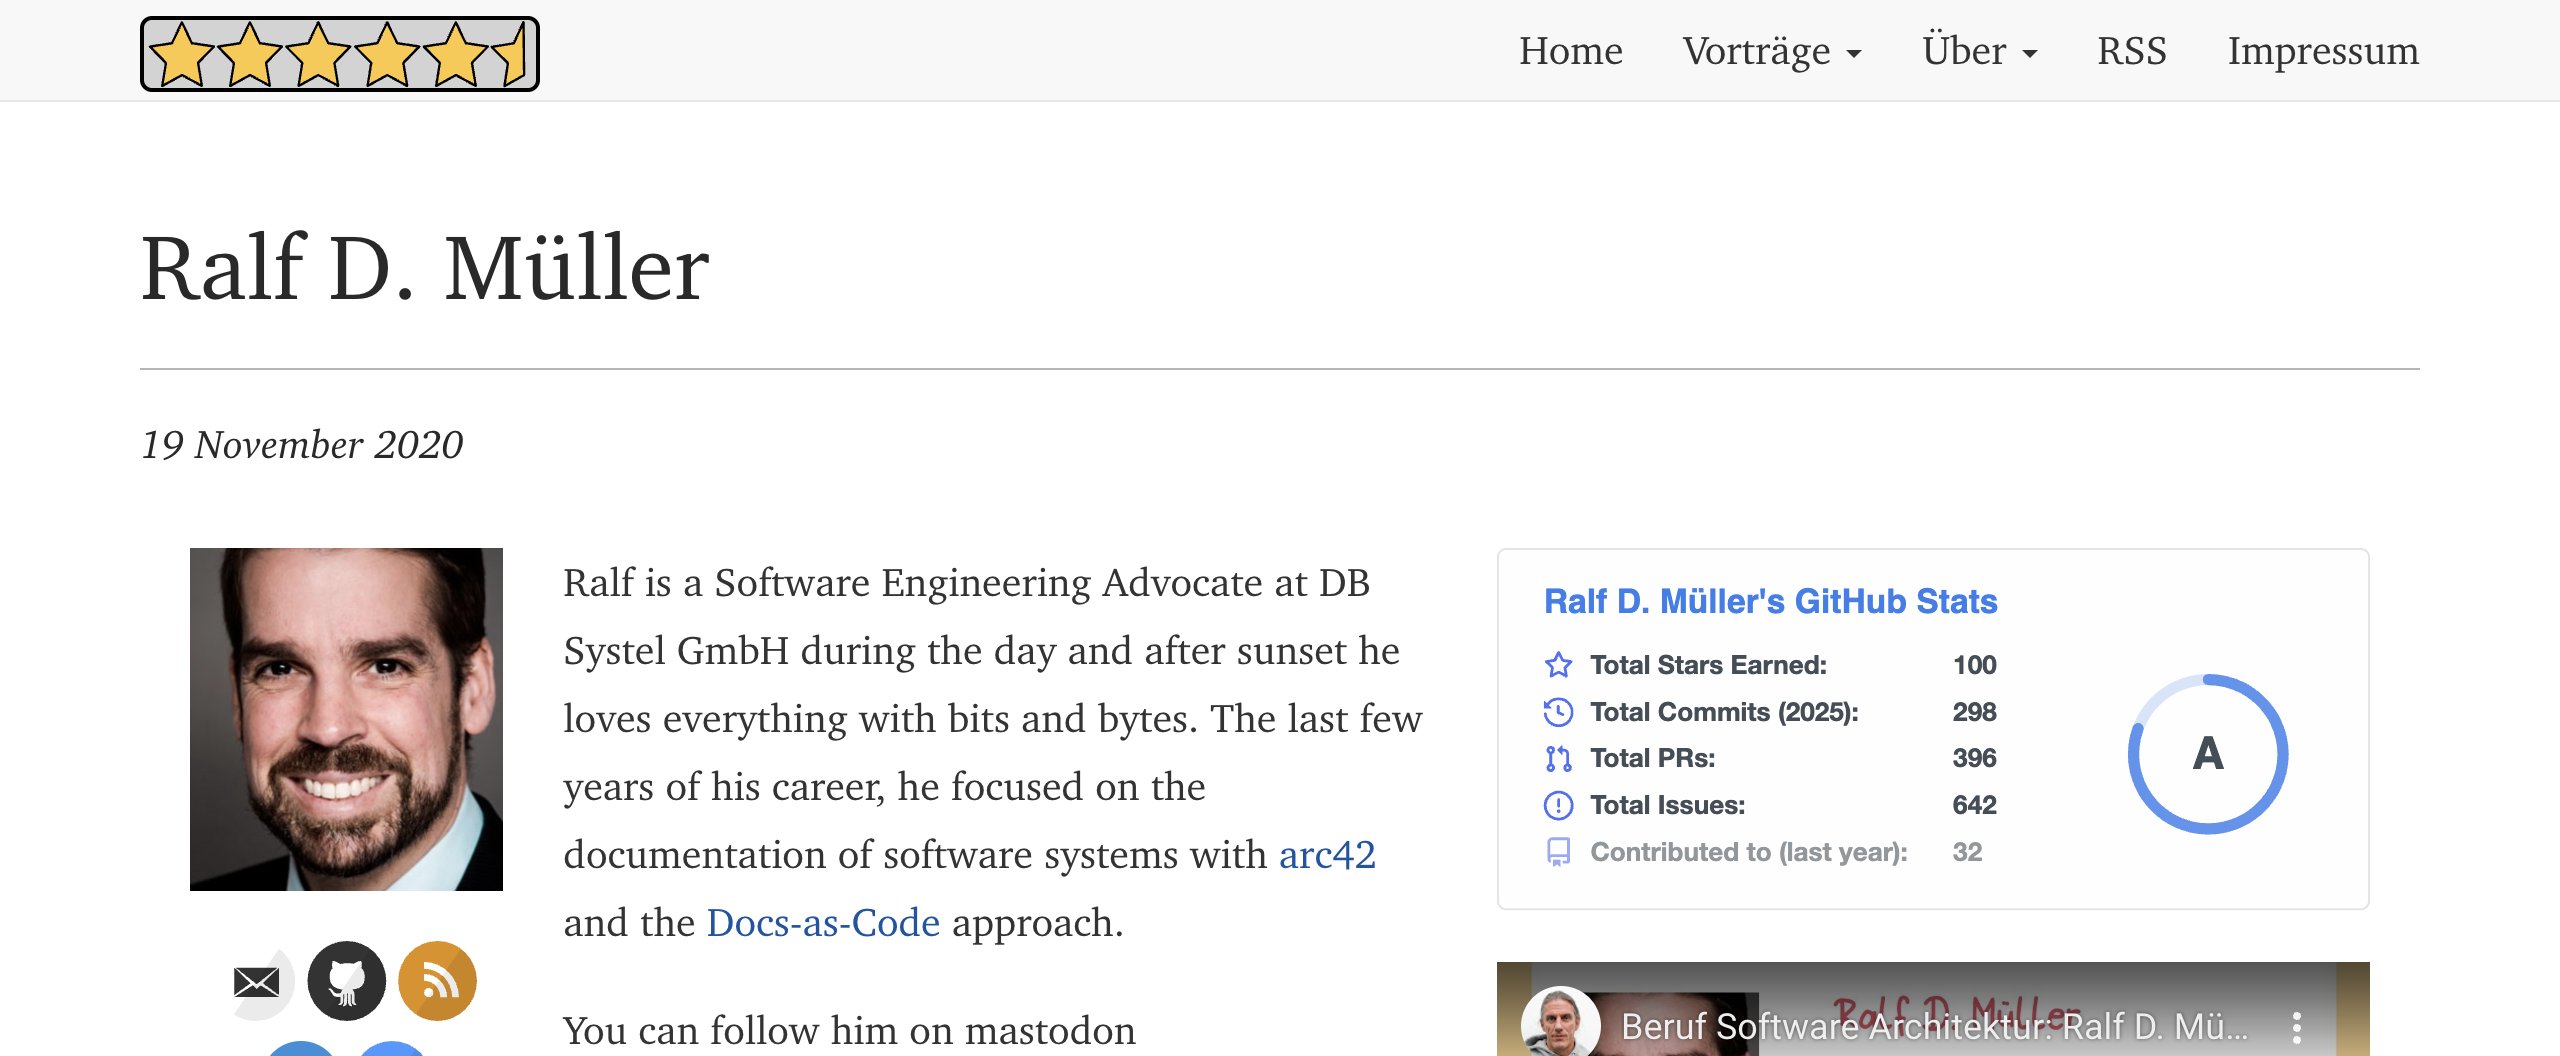 Home Vorträge Über RSS Impressum
Ralf D. Müller
19 November 2020
Ralf is a Software Engineering Advocate at DB
Systel GmbH during the day and after sunset he
loves everything with bits and bytes. The last few
years of his career, he focused on the
documentation of software systems with arc42
and the Docs-as-Code approach.
You can follow him on mastodon
Ralf D. Müller's GitHub Stats
Total Stars Earned: 100
Total Commits (2025): 298
Total PRs: 396
Total Issues: 642
Contributed to (last year): 32
A
Ralf D. Müller
Beruf Software Architektur: Ralf D. Mü...